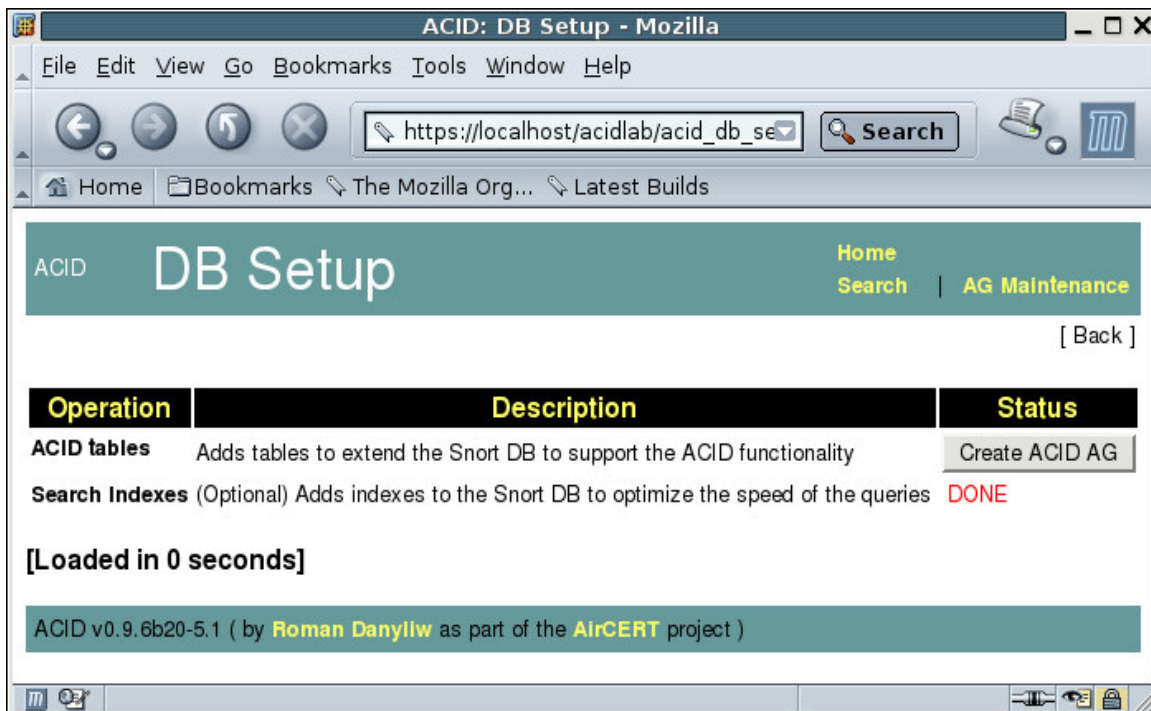 ACID: DB Setup - Mozilla
File Edit View Go Bookmarks Tools Window Help
https://localhost/acidlab/acid_db_se Search
Home Bookmarks The Mozilla Org... Latest Builds
ACID DB Setup
Home
Search | AG Maintenance
[ Back ]
Operation Description Status
ACID tables Adds tables to extend the Snort DB to support the ACID functionality Create ACID AG
Search Indexes (Optional) Adds indexes to the Snort DB to optimize the speed of the queries DONE
[Loaded in 0 seconds]
ACID v0.9.6b20-5.1 ( by Roman Danyliw as part of the AirCERT project )